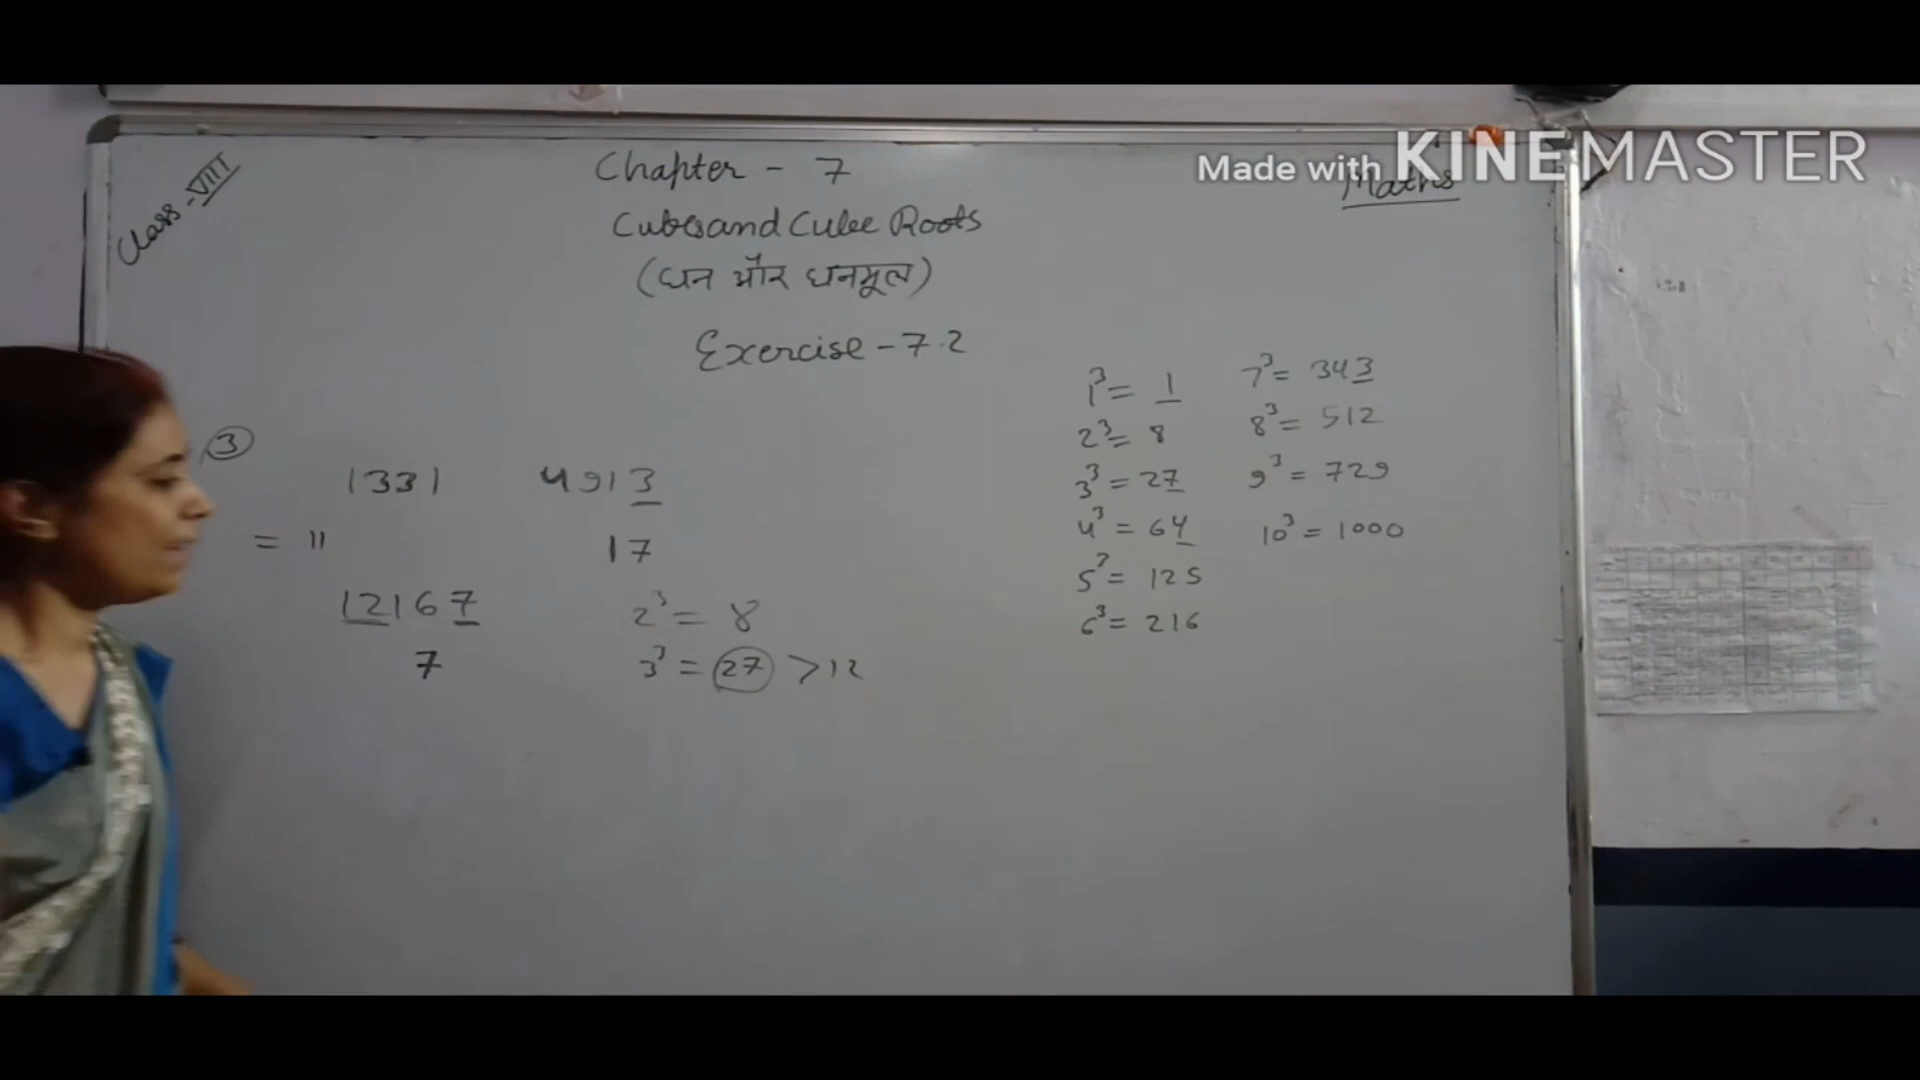 Made with KINEMASTER
Class-VIII
Chapter - 7
Maths
Cubes and Cube Roots
(घन और घनमूल)
Exercise - 7.2
③
1331 4913
= 11 17
12167 2³ = 8
7 3³ = 27 > 12
1³ = 1 7³ = 343
2³ = 8 8³ = 512
3³ = 27 9³ = 729
4³ = 64 10³ = 1000
5³ = 125
6³ = 216